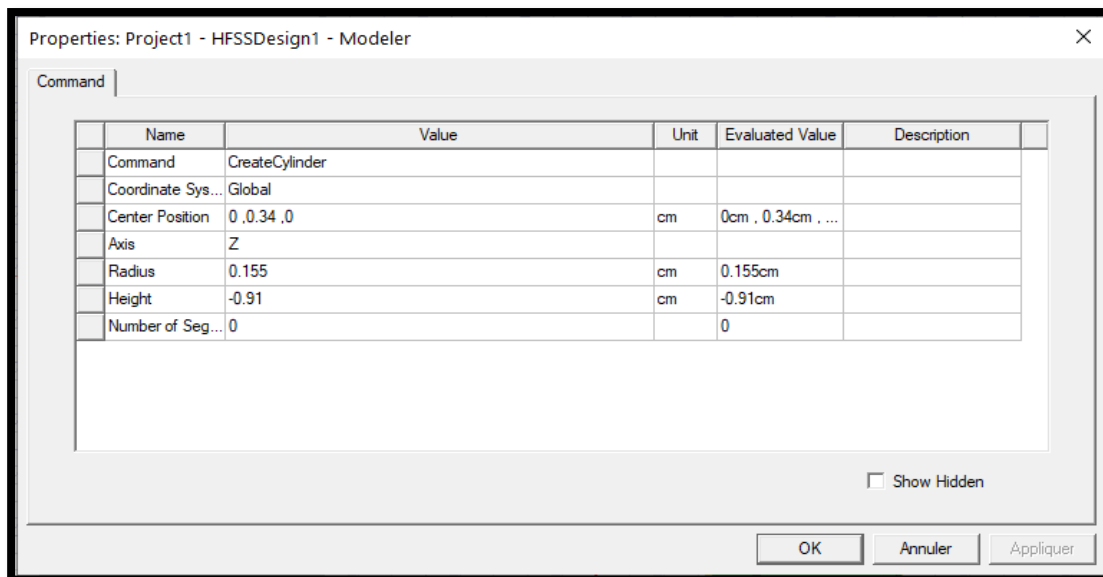 Properties: Project1 - HFSSDesign1 - Modeler
Command
Name Value Unit Evaluated Value Description
Command CreateCylinder
Coordinate Sys... Global
Center Position 0 ,0.34 ,0 cm 0cm , 0.34cm , ...
Axis Z
Radius 0.155 cm 0.155cm
Height -0.91 cm -0.91cm
Number of Seg... 0 0
Show Hidden
OK Annuler Appliquer